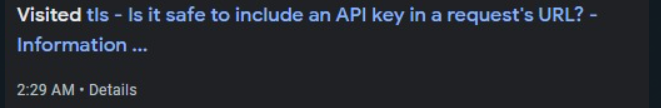 Visited tls - Is it safe to include an API key in a request's URL? -
Information ...
2:29 AM • Details